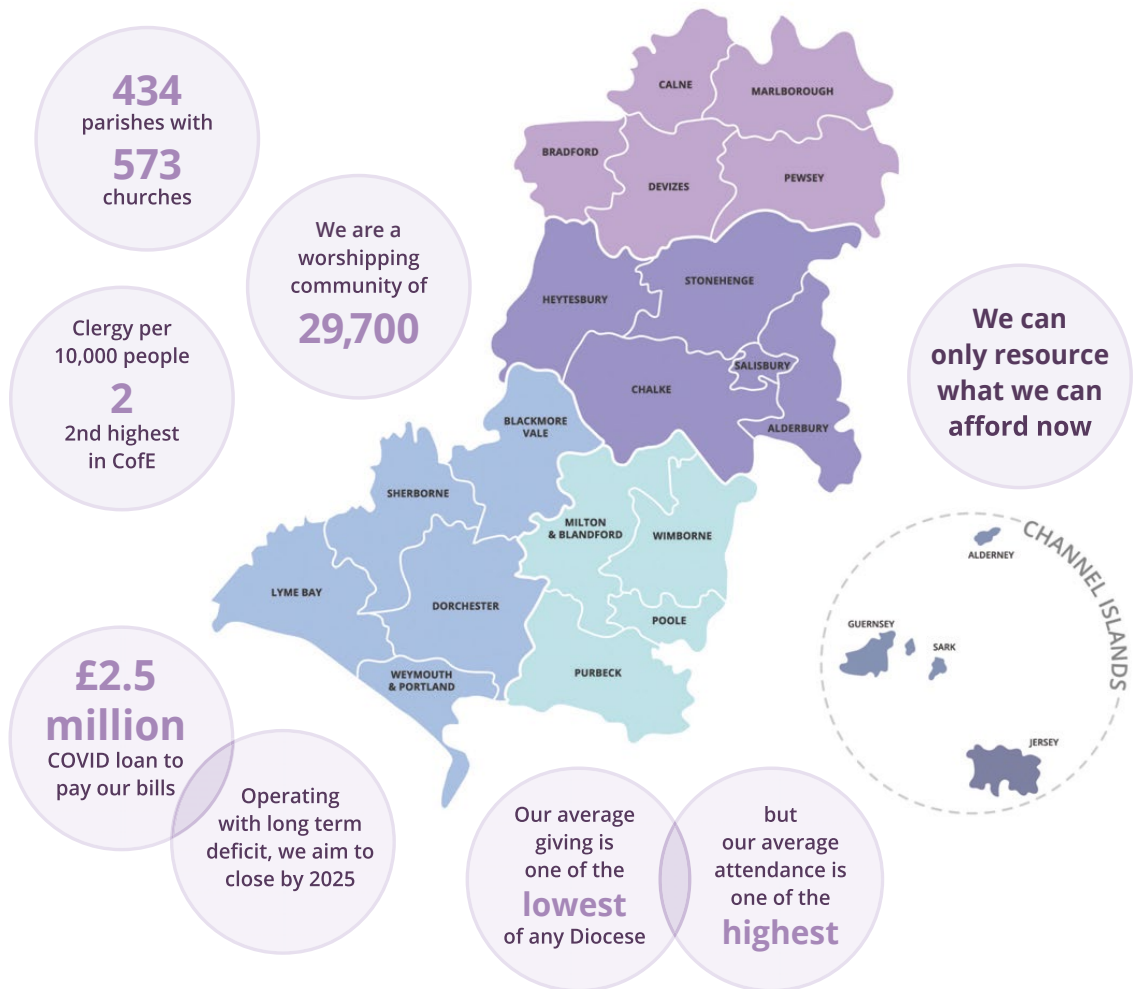 434
parishes with
573
churches
We are a
worshipping
community of
29,700
Clergy per
10,000 people
2
2nd highest
in CofE
£2.5
million
COVID loan to
pay our bills
Operating
with long term
deficit, we aim to
close by 2025
CALNE
MARLBOROUGH
BRADFORD
DEVIZES
PEWSEY
HEYTESBURY
STONEHENGE
CHALKE
SALISBURY
ALDERBURY
BLACKMORE
VALE
SHERBORNE
LYME BAY
DORCHESTER
WEYMOUTH
& PORTLAND
MILTON
& BLANDFORD
WIMBORNE
POOLE
PURBECK
We can
only resource
what we can
afford now
CHANNEL ISLANDS
ALDERNEY
GUERNSEY
SARK
JERSEY
Our average
giving is
one of the
lowest
of any Diocese
but
our average
attendance is
one of the
highest